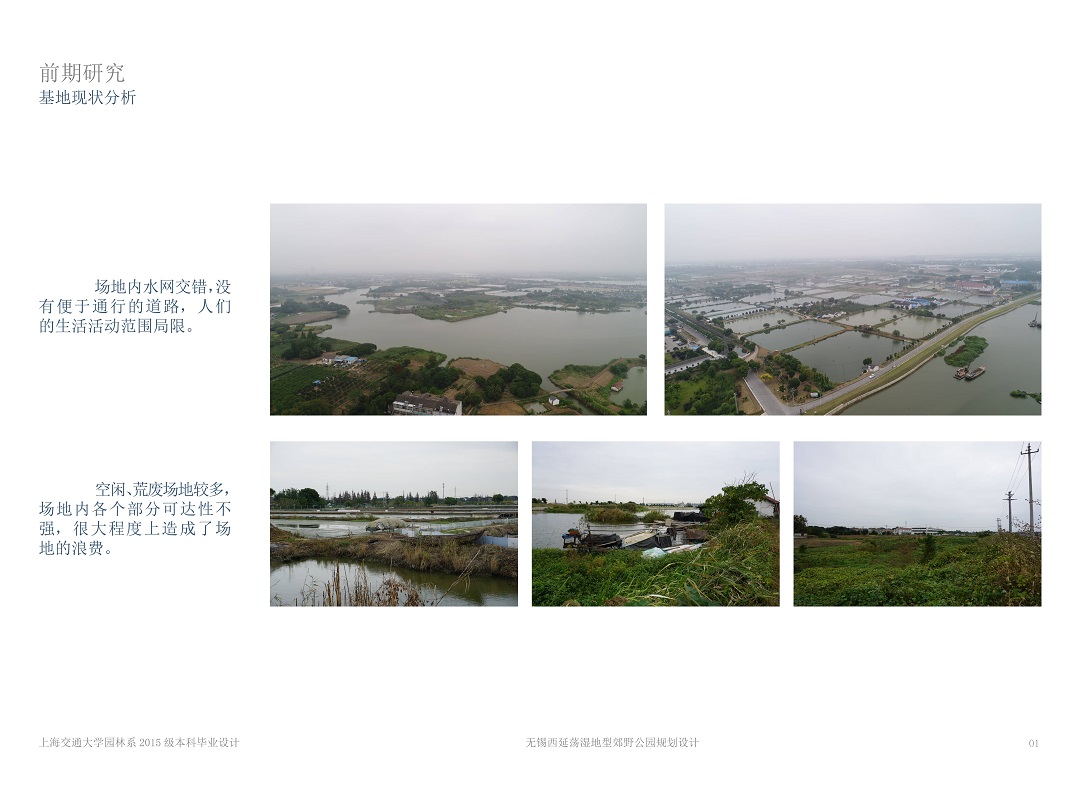 前期研究
基地现状分析
场地内水网交错，没
有便于通行的道路，人们
的生活活动范围局限。
空闲、荒废场地较多，
场地内各个部分可达性不
强，很大程度上造成了场
地的浪费。
上海交通大学园林系 2015 级本科毕业设计
无锡西延荡湿地型郊野公园规划设计
01